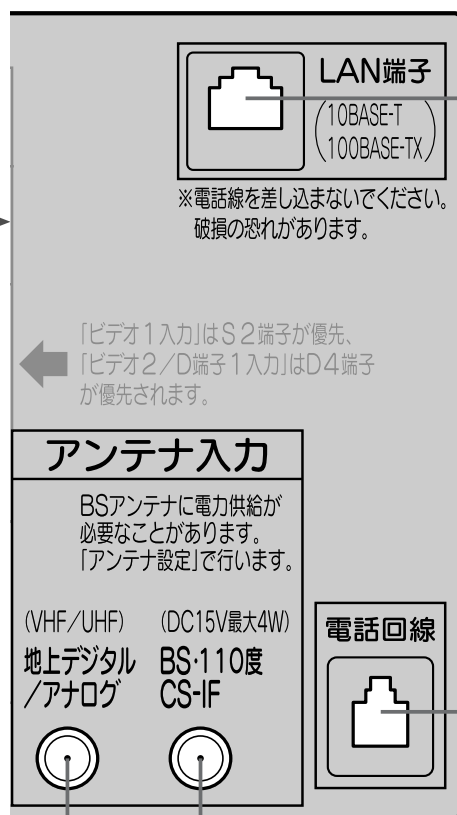 LAN端子
(10BASE-T
100BASE-TX)
※電話線を差し込まないでください。
破損の恐れがあります。
「ビデオ1入力」はS2端子が優先、
「ビデオ2/D端子1入力」はD4端子
が優先されます。
アンテナ入力
BSアンテナに電力供給が
必要なことがあります。
「アンテナ設定」で行います。
(VHF/UHF)
地上デジタル
/アナログ
(DC15V最大4W)
BS・110度
CS-IF
電話回線